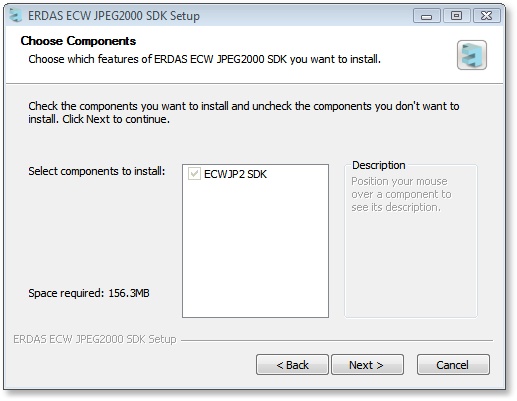 ERDAS ECW JPEG2000 SDK Setup
Choose Components
Choose which features of ERDAS ECW JPEG2000 SDK you want to install.
Check the components you want to install and uncheck the components you don't want to
install. Click Next to continue.
Select components to install:
ECWJP2 SDK
Description
Position your mouse
over a component to
see its description.
Space required: 156.3MB
ERDAS ECW JPEG2000 SDK Setup
< Back
Next >
Cancel